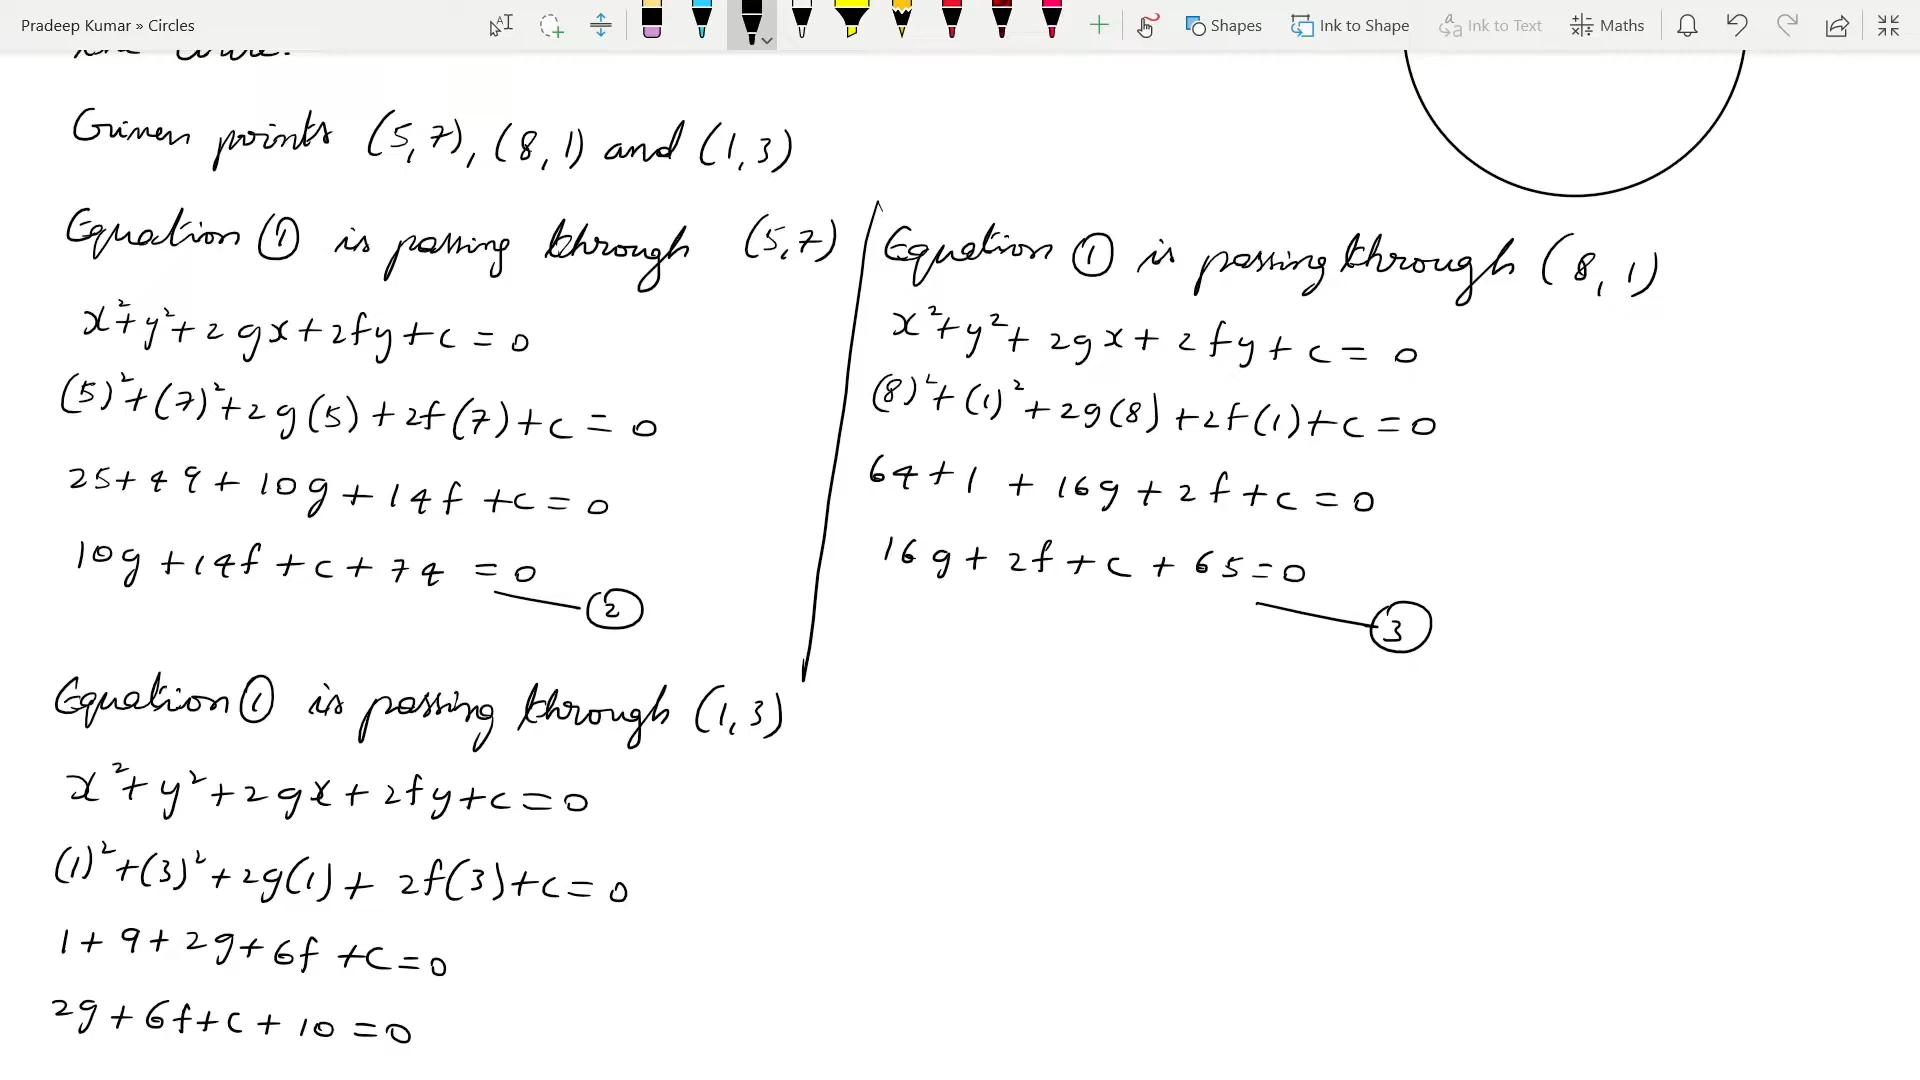 Pradeep Kumar » Circles
Shapes
Ink to Shape
Ink to Text
Maths
Given points (5,7), (8,1) and (1,3)
Equation ① is passing through (5,7)
x²+y²+2gx+2fy+c = 0
(5)²+(7)²+2g(5)+2f(7)+c = 0
25+49+10g+14f+c = 0
10g+14f+c+74 = 0
②
Equation ① is passing through (8,1)
x²+y²+2gx+2fy+c = 0
(8)²+(1)²+2g(8)+2f(1)+c = 0
64+1+16g+2f+c = 0
16g+2f+c+65 = 0
③
Equation ① is passing through (1,3)
x²+y²+2gx+2fy+c = 0
(1)²+(3)²+2g(1)+2f(3)+c = 0
1+9+2g+6f+c = 0
2g+6f+c+10 = 0